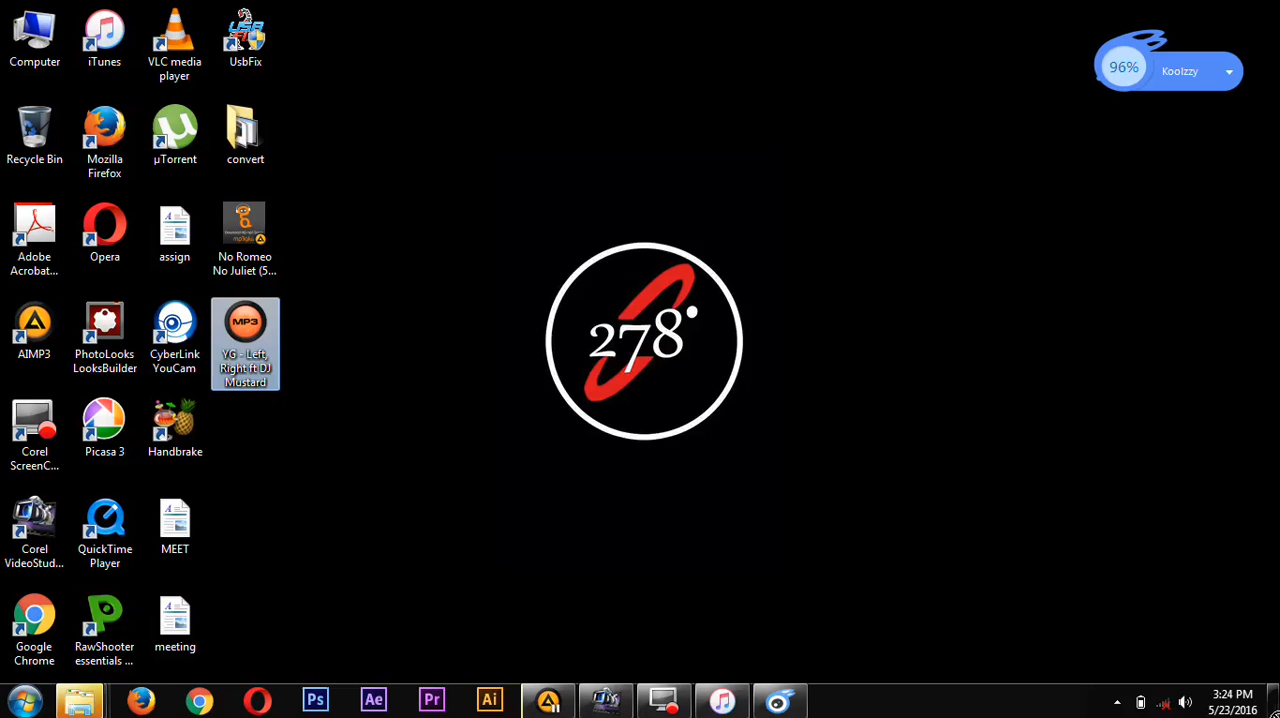 Computer
iTunes
VLC media
player
UsbFix
96%
Koolzzy
Recycle Bin
Mozilla
Firefox
µTorrent
convert
Adobe
Acrobat...
Opera
assign
No Romeo
No Juliet (5...
AIMP3
PhotoLooks
LooksBuilder
CyberLink
YouCam
MP3
YG - Left,
Right ft DJ
Mustard
278°
Corel
ScreenC...
Picasa 3
Handbrake
Corel
VideoStud...
QuickTime
Player
MEET
Google
Chrome
RawShooter
essentials ...
meeting
Ps
Ae
Pr
Ai
3:24 PM
5/23/2016